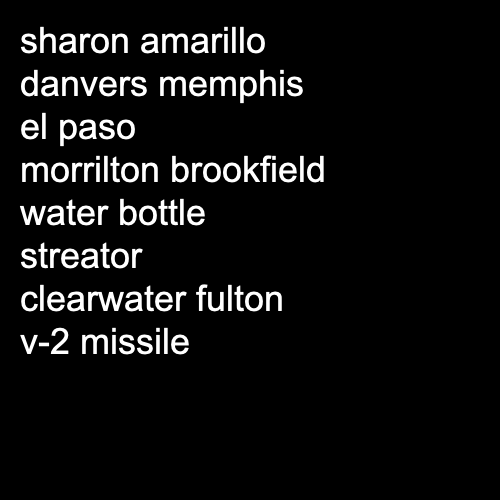 sharon amarillo
danvers memphis
el paso
morrilton brookfield
water bottle
streator
clearwater fulton
v-2 missile